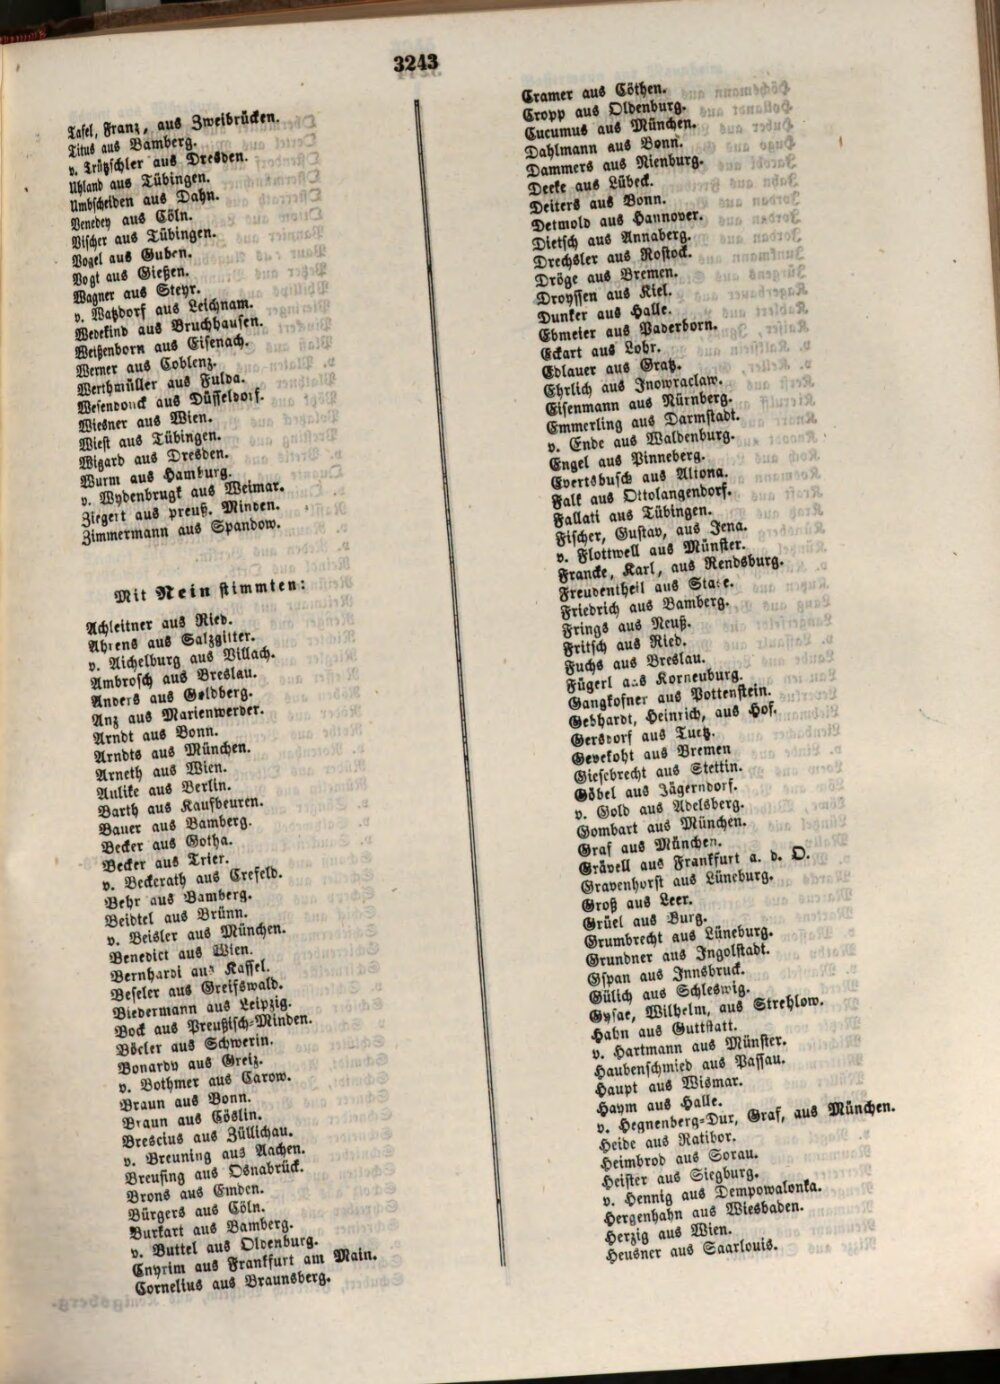 3243
Tafel, Franz, aus Zweibrücken.
Titus aus Bamberg.
v. Trützschler aus Dresden.
Uhland aus Tübingen.
Umbscheiden aus Dahn.
Venedey aus Cöln.
Vischer aus Tübingen.
Vogel aus Guben.
Vogt aus Gießen.
Wagner aus Steyr.
v. Watzdorf aus Leichnam.
Wedekind aus Bruchhausen.
Weißenborn aus Eisenach.
Werner aus Coblenz.
Werthmüller aus Fulda.
Wesendonck aus Düsseldorf.
Wiesner aus Wien.
Wiest aus Tübingen.
Wigard aus Dresden.
Wurm aus Hamburg.
v. Wydenbrugk aus Weimar.
Ziegert aus preuß. Minden.
Zimmermann aus Spandow.
Mit Nein stimmten:
Achleitner aus Ried.
Ahrens aus Salzgitter.
v. Aichelburg aus Villach.
Ambrosch aus Breslau.
Anders aus Goldberg.
Anz aus Marienwerder.
Arndt aus Bonn.
Arndts aus München.
Arneth aus Wien.
Aulike aus Berlin.
Barth aus Kaufbeuren.
Bauer aus Bamberg.
Becker aus Gotha.
Becker aus Trier.
v. Beckerath aus Crefeld.
Behr aus Bamberg.
Beidtel aus Brünn.
v. Beisler aus München.
Benedict aus Wien.
Bernhardi aus Kassel.
Beseler aus Greifswald.
Biedermann aus Leipzig.
Bock aus Preußisch-Minden.
Böcler aus Schwerin.
Bonardy aus Greiz.
v. Bothmer aus Carow.
Braun aus Bonn.
Braun aus Cöslin.
Brescius aus Züllichau.
v. Breuning aus Aachen.
Breusing aus Osnabrück.
Brons aus Emden.
Bürgers aus Cöln.
Burkart aus Bamberg.
v. Buttel aus Oldenburg.
Cnyrim aus Frankfurt am Main.
Cornelius aus Braunsberg.
Cramer aus Cöthen.
Cropp aus Oldenburg.
Cucumus aus München.
Dahlmann aus Bonn.
Dammers aus Nienburg.
Deeke aus Lübeck.
Deiters aus Bonn.
Detmold aus Hannover.
Dietsch aus Annaberg.
Drechsler aus Rostock.
Dröge aus Bremen.
Droysen aus Kiel.
Dunker aus Halle.
Ebmeier aus Paderborn.
Eckart aus Lohr.
Edlauer aus Gratz.
Ehrlich aus Inowraclaw.
Eisenmann aus Nürnberg.
Emmerling aus Darmstadt.
v. Ende aus Waldenburg.
Engel aus Pinneberg.
Evertsbusch aus Altona.
Falk aus Ottolangendorf.
Fallati aus Tübingen.
Fischer, Gustav, aus Jena.
v. Flottwell aus Münster.
Francke, Karl, aus Rendsburg.
Freudentheil aus Stade.
Friedrich aus Bamberg.
Frings aus Neuß.
Fritsch aus Ried.
Fuchs aus Breslau.
Fügerl aus Korneuburg.
Gangkofner aus Pottenstein.
Gebhardt, Heinrich, aus Hof.
Gersdorf aus Tuetz.
Gevekoht aus Bremen
Giesebrecht aus Stettin.
Göbel aus Jägerndorf.
v. Gold aus Adelsberg.
Gombart aus München.
Graf aus München.
Grävell aus Frankfurt a. d. O.
Gravenhorst aus Lüneburg.
Groß aus Leer.
Grüel aus Burg.
Grumbrecht aus Lüneburg.
Grundner aus Ingolstadt.
Gspan aus Innsbruck.
Gülich aus Schleswig.
Gysae, Wilhelm, aus Strehlow.
Hahn aus Guttstatt.
v. Hartmann aus Münster.
Haubenschmied aus Passau.
Haupt aus Wismar.
Haym aus Halle.
v. Hegnenberg-Dux, Graf, aus München.
Heide aus Ratibor.
Heimbrod aus Sorau.
Heister aus Siegburg.
v. Hennig aus Dempowalonka.
Hergenhahn aus Wiesbaden.
Herzig aus Wien.
Heusner aus Saarlouis.